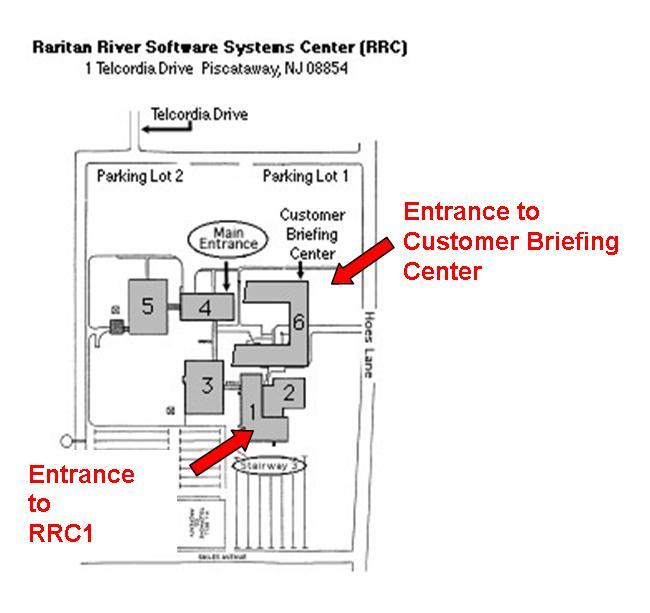 Raritan River Software Systems Center (RRC)
1 Telcordia Drive Piscataway, NJ 08854
Telcordia Drive
Parking Lot 2
Parking Lot 1
Main
Entrance
Customer
Briefing
Center
Entrance to
Customer Briefing
Center
5
4
6
Hoes Lane
3
2
1
Entrance
to
RRC1
Stairway 3